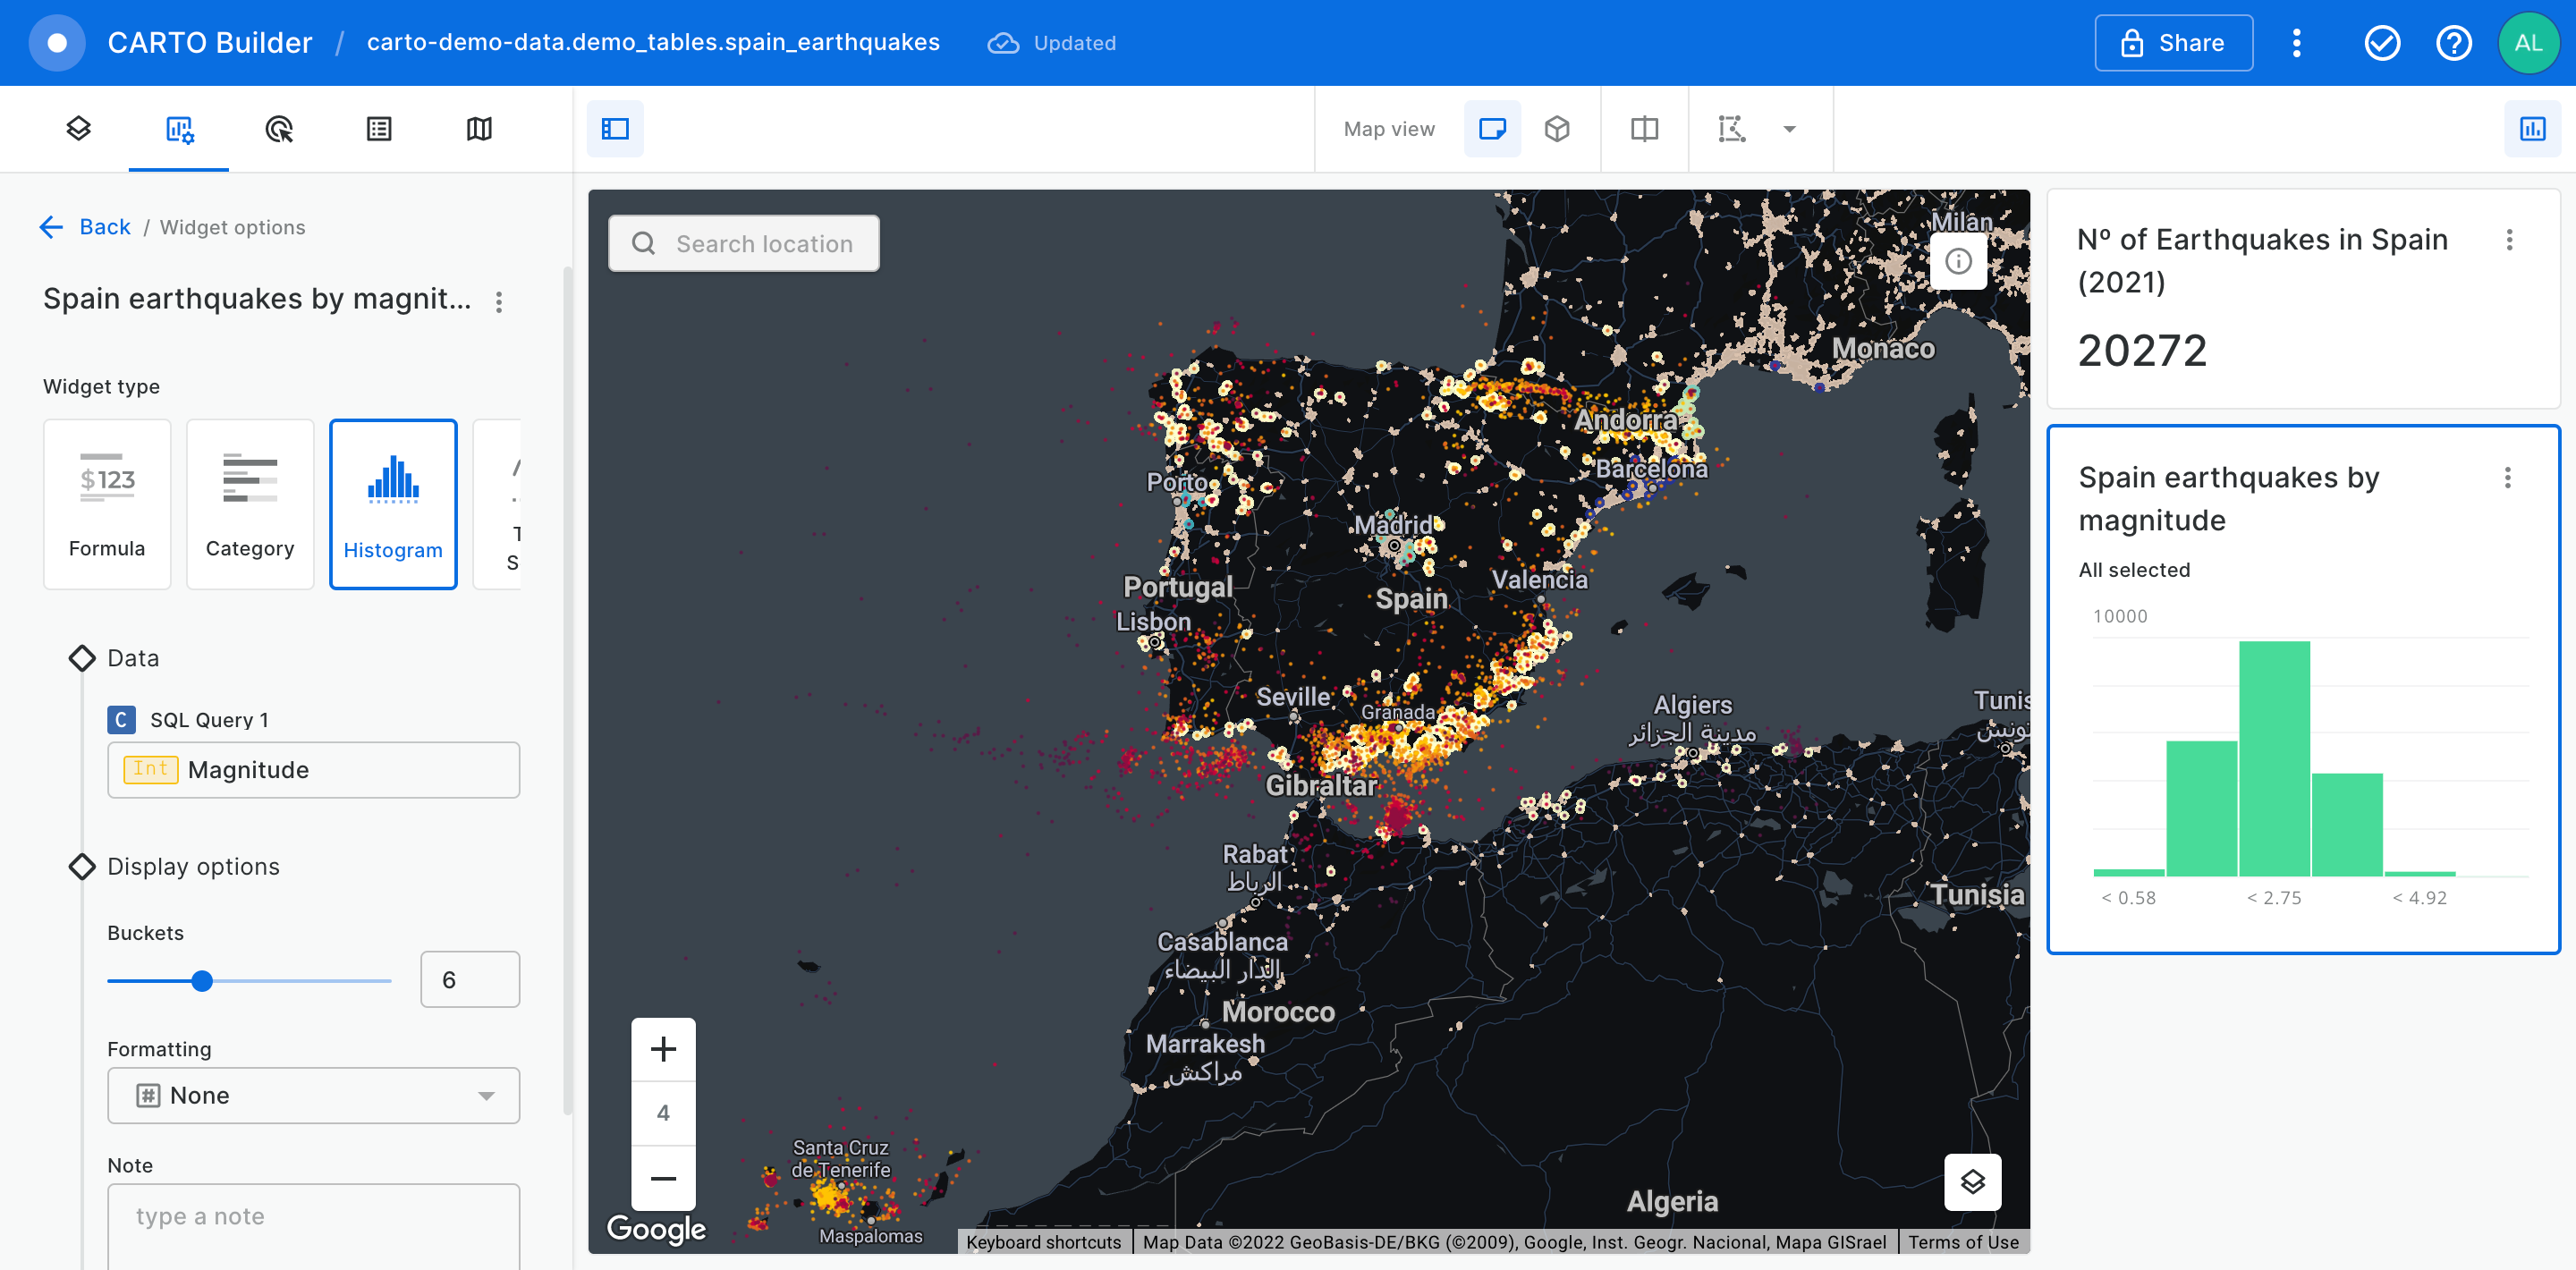 CARTO Builder / carto-demo-data.demo_tables.spain_earthquakes Updated
Share
AL
Map view
Back / Widget options
Spain earthquakes by magnit...
Widget type
$123
Formula
Category
Histogram
T
S
Data
C SQL Query 1
Int Magnitude
Display options
Buckets
6
Formatting
# None
Note
type a note
Search location
Milan
Monaco
Andorra
Barcelona
Porto
Madrid
Valencia
Portugal
Spain
Lisbon
Seville
Granada
Algiers
مدينة الجزائر
Tunis
تونس
Gibraltar
Rabat
الرباط
Tunisia
Casablanca
الدار البيضاء
Morocco
Marrakesh
مراكش
Algeria
Santa Cruz
de Tenerife
Maspalomas
4
Google
Keyboard shortcuts
Map Data ©2022 GeoBasis-DE/BKG (©2009), Google, Inst. Geogr. Nacional, Mapa GISrael
Terms of Use
Nº of Earthquakes in Spain
(2021)
20272
Spain earthquakes by
magnitude
All selected
10000
< 0.58
< 2.75
< 4.92